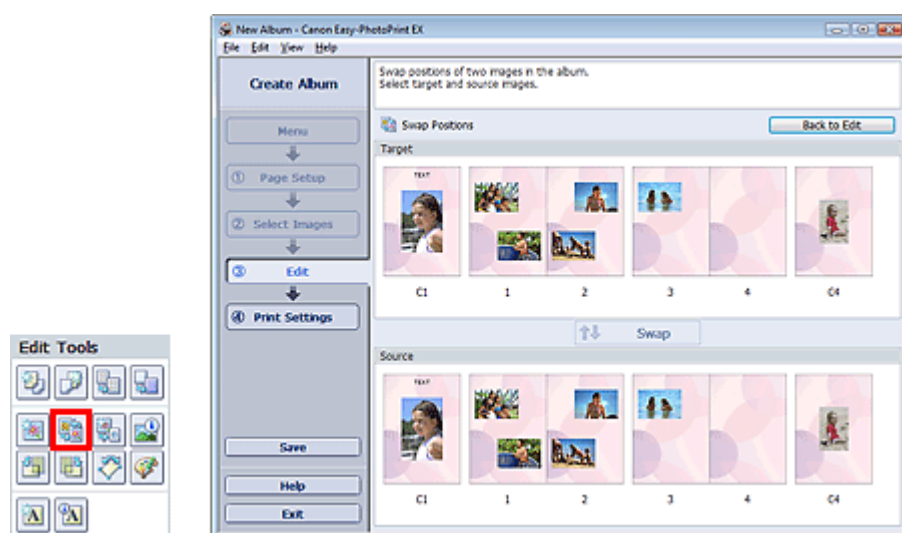 New Album - Canon Easy-PhotoPrint EX
File Edit View Help
Create Album
Menu
① Page Setup
② Select Images
③ Edit
④ Print Settings
Save
Help
Exit
Swap positions of two images in the album.
Select target and source images.
Swap Positions
Back to Edit
Target
TEXT
C1 1 2 3 4 C4
Swap
Source
TEXT
C1 1 2 3 4 C4
Edit Tools
A A